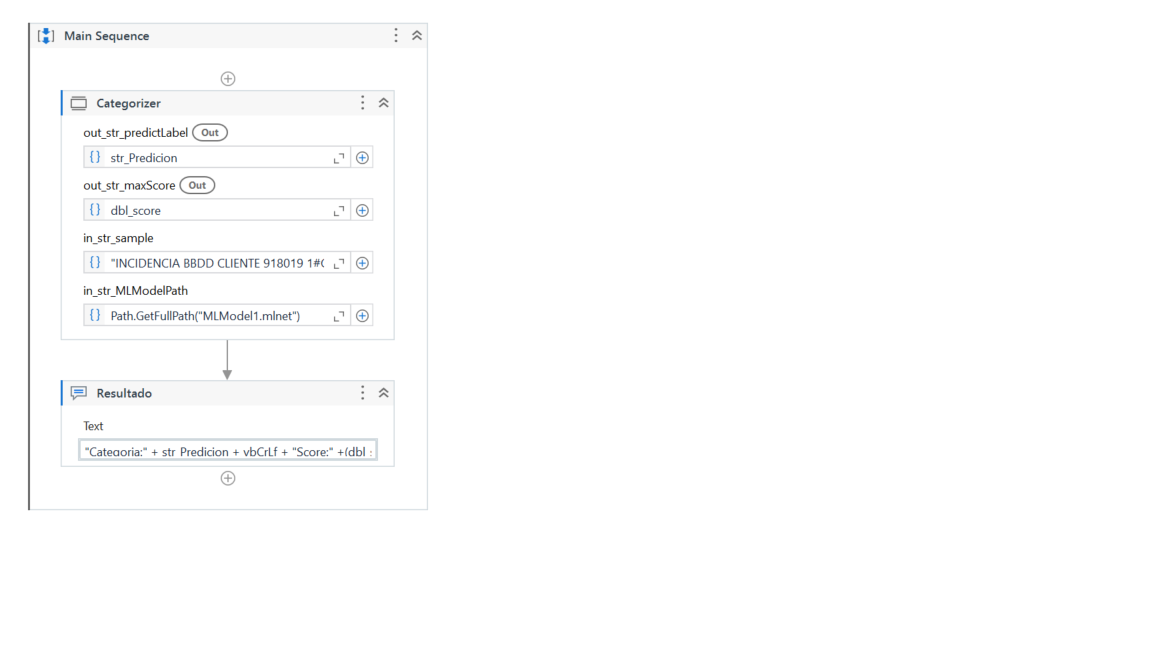 Main Sequence
Categorizer
out_str_predictLabel Out
str_Predicion
out_str_maxScore Out
dbl_score
in_str_sample
"INCIDENCIA BBDD CLIENTE 918019 1#(
in_str_MLModelPath
Path.GetFullPath("MLModel1.mlnet")
Resultado
Text
"Categoria:" + str_Predicion + vbCrLf + "Score:" +(dbl_